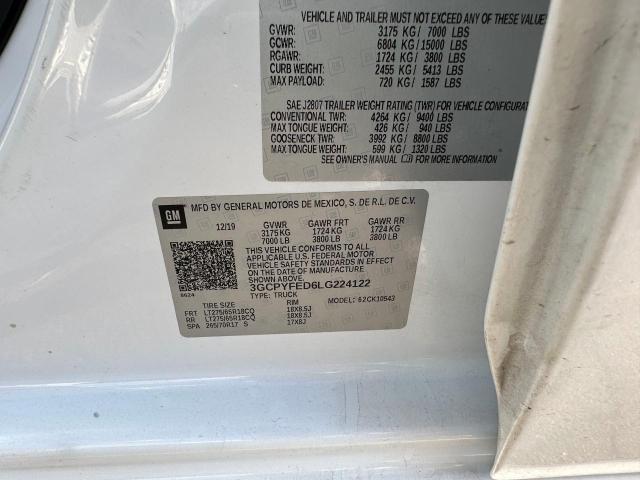 VEHICLE AND TRAILER MUST NOT EXCEED ANY OF THESE VALUE
GVWR: 3175 KG/ 7000 LBS
GCWR: 6804 KG/ 15000 LBS
RGAWR: 1724 KG/ 3800 LBS
CURB WEIGHT: 2455 KG/ 5413 LBS
MAX PAYLOAD: 720 KG/ 1587 LBS
SAE J2807 TRAILER WEIGHT RATING (TWR) FOR VEHICLE CONFIGURAT
CONVENTIONAL TWR: 4264 KG/ 9400 LBS
MAX TONGUE WEIGHT: 426 KG/ 940 LBS
GOOSENECK TWR: 3992 KG/ 8800 LBS
MAX TONGUE WEIGHT: 599 KG/ 1320 LBS
SEE OWNER'S MANUAL FOR MORE INFORMATION
GM MFD BY GENERAL MOTORS DE MEXICO, S. DE R.L. DE C.V.
12/19 GVWR GAWR FRT GAWR RR
3175KG 1724 KG 1724 KG
7000 LB 3800 LB 3800 LB
THIS VEHICLE CONFORMS TO ALL
APPLICABLE U.S. FEDERAL MOTOR
VEHICLE SAFETY STANDARDS IN
EFFECT ON THE DATE OF MANUFACTURE
SHOWN ABOVE.
3GCPYFED6LG224122
8624 TYPE: TRUCK
MODEL: 62CK10543
TIRE SIZE RIM
FRT LT275/65R18CQ 18X8.5J
RR LT275/65R18CQ 18X8.5J
SPA 265/70R17 S 17X8J